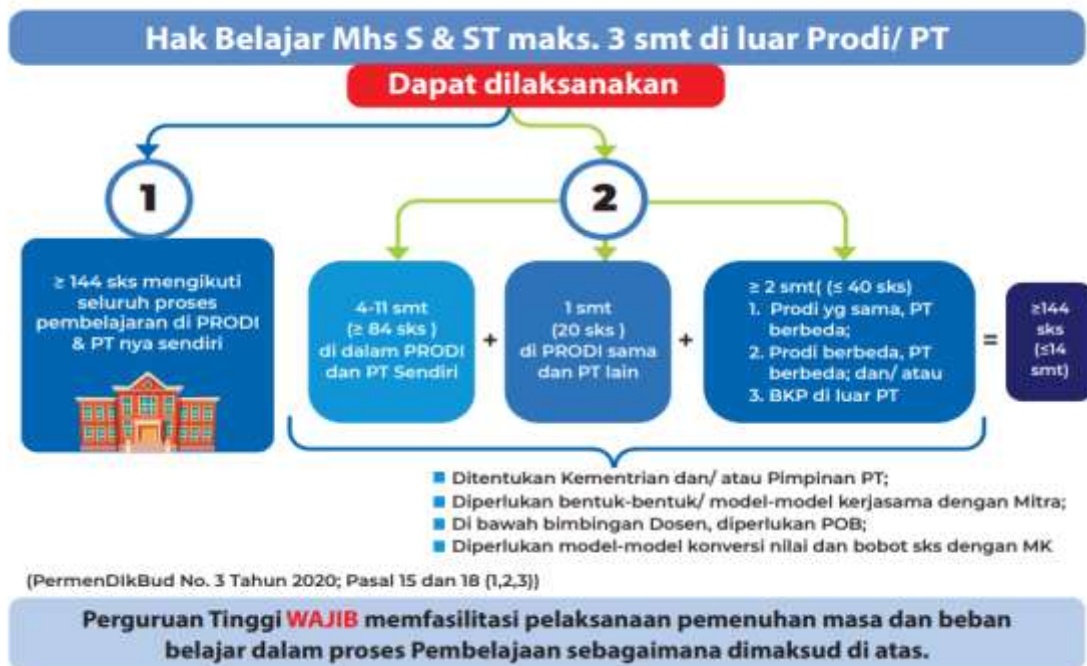 Hak Belajar Mhs S & ST maks. 3 smt di luar Prodi/ PT
Dapat dilaksanakan
1
2
≥ 144 sks mengikuti
seluruh proses
pembelajaran di PRODI
& PT nya sendiri
4-11 smt
(≥ 84 sks )
di dalam PRODI
dan PT Sendiri
+
1 smt
(20 sks )
di PRODI sama
dan PT lain
+
≥ 2 smt( (≤ 40 sks)
1. Prodi yg sama, PT
berbeda;
2. Prodi berbeda, PT
berbeda; dan/ atau
3. BKP di luar PT
=
≥144
sks
(≤14
smt)
Ditentukan Kementrian dan/ atau Pimpinan PT;
Diperlukan bentuk-bentuk/ model-model kerjasama dengan Mitra;
Di bawah bimbingan Dosen, diperlukan POB;
Diperlukan model-model konversi nilai dan bobot sks dengan MK
(PermenDIkBud No. 3 Tahun 2020; Pasal 15 dan 18 (1,2,3))
Perguruan Tinggi WAJIB memfasilitasi pelaksanaan pemenuhan masa dan beban
belajar dalam proses Pembelajaan sebagaimana dimaksud di atas.